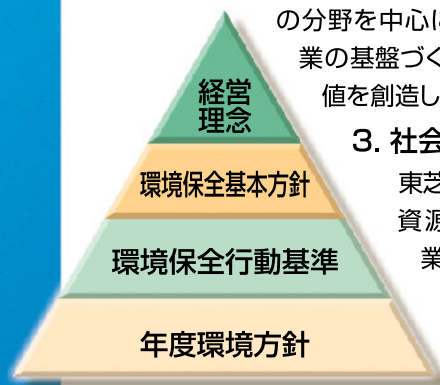 の分野を中心に
業の基盤づく
値を創造し
3. 社会
東芝
資源
業
経営
理念
環境保全基本方針
環境保全行動基準
年度環境方針